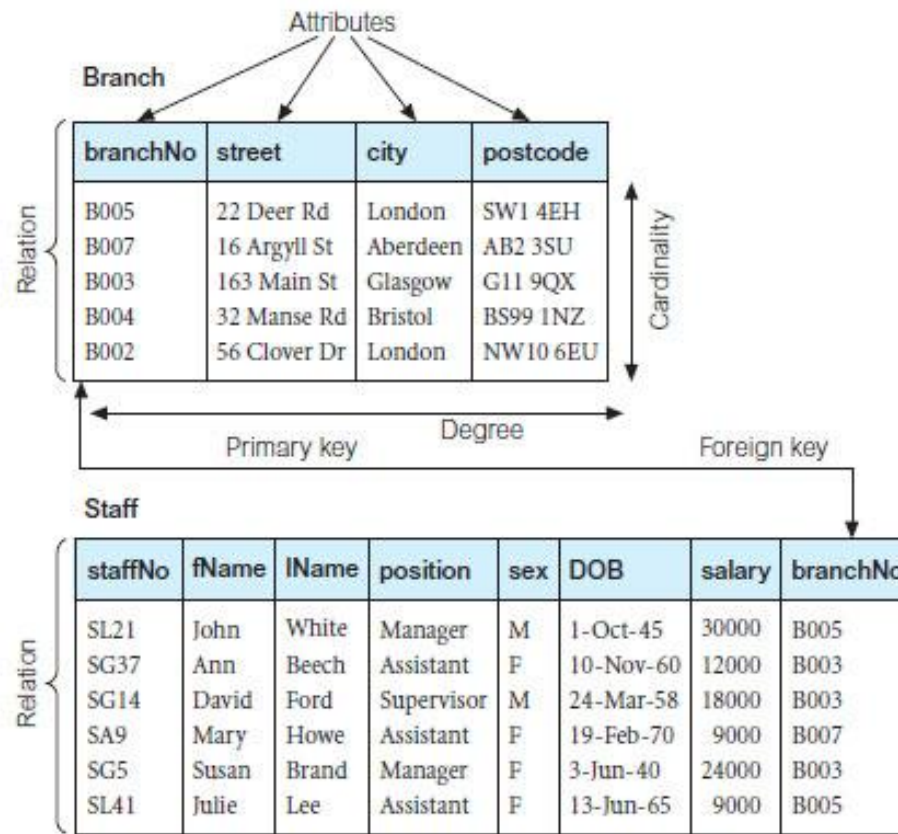 Attributes
Branch
branchNo street city postcode
B005 22 Deer Rd London SW1 4EH
B007 16 Argyll St Aberdeen AB2 3SU
B003 163 Main St Glasgow G11 9QX
B004 32 Manse Rd Bristol BS99 1NZ
B002 56 Clover Dr London NW10 6EU
Relation
Cardinality
Degree
Primary key Foreign key
Staff
staffNo fName lName position sex DOB salary branchNo
SL21 John White Manager M 1-Oct-45 30000 B005
SG37 Ann Beech Assistant F 10-Nov-60 12000 B003
SG14 David Ford Supervisor M 24-Mar-58 18000 B003
SA9 Mary Howe Assistant F 19-Feb-70 9000 B007
SG5 Susan Brand Manager F 3-Jun-40 24000 B003
SL41 Julie Lee Assistant F 13-Jun-65 9000 B005
Relation